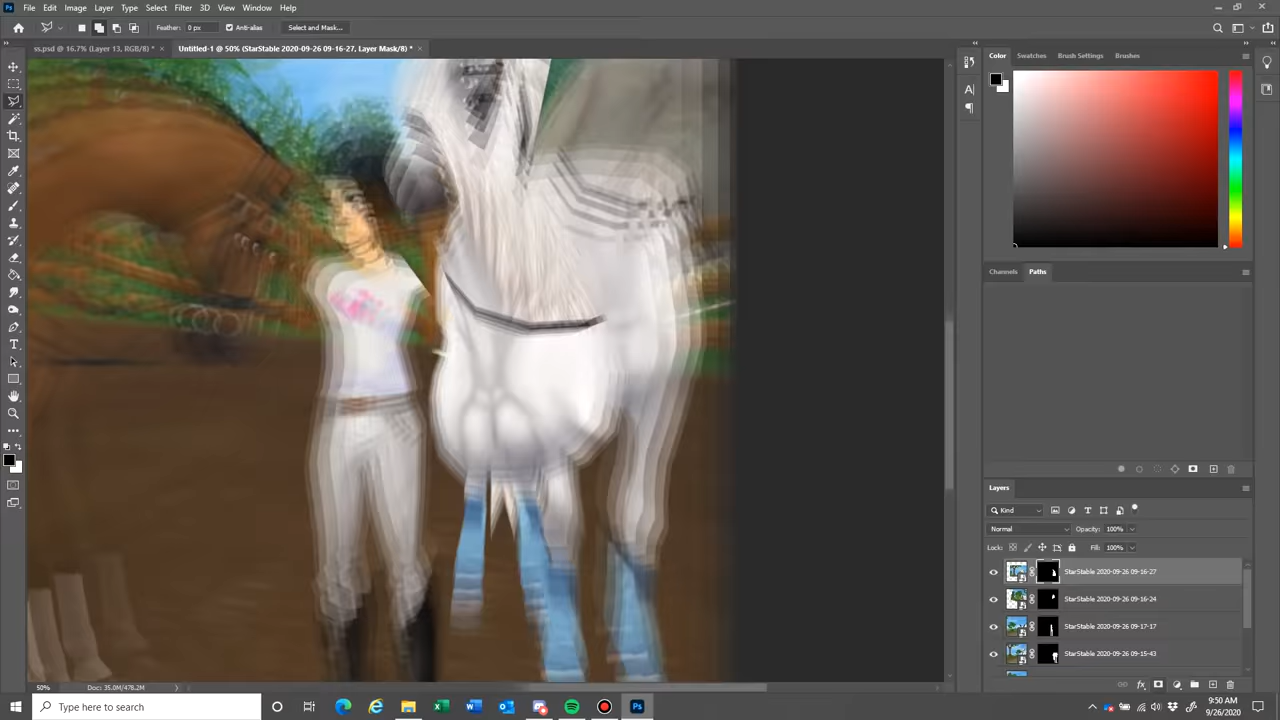 File Edit Image Layer Type Select Filter 3D View Window Help
Feather: 0 px Anti-alias Select and Mask...
ss.psd @ 16.7% (Layer 13, RGB/8) * × Untitled-1 @ 50% (StarStable 2020-09-26 09-16-27, Layer Mask/8) * ×
Color Swatches Brush Settings Brushes
Channels Paths
Layers
Kind
Normal Opacity: 100%
Lock: Fill: 100%
StarStable 2020-09-26 09-16-27
StarStable 2020-09-26 09-16-24
StarStable 2020-09-26 09-17-17
StarStable 2020-09-26 09-15-43
50% Doc: 35.0M/478.2M
Type here to search
9:50 AM
9/26/2020